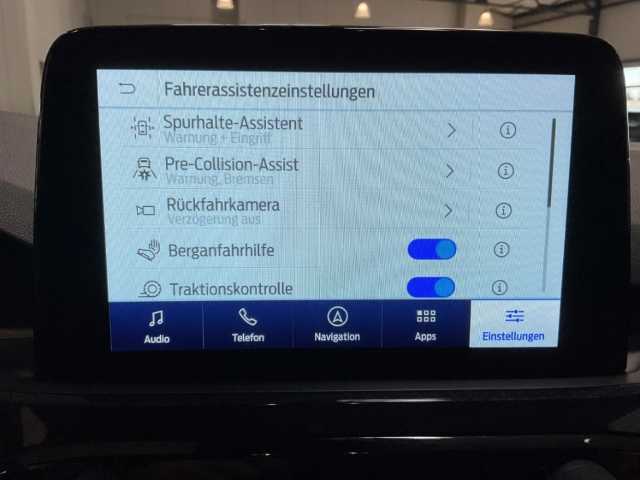 Fahrerassistenzeinstellungen
Spurhalte-Assistent
Warnung + Eingriff
Pre-Collision-Assist
Warnung, Bremsen
Rückfahrkamera
Verzögerung aus
Berganfahrhilfe
Traktionskontrolle
Audio Telefon Navigation Apps Einstellungen